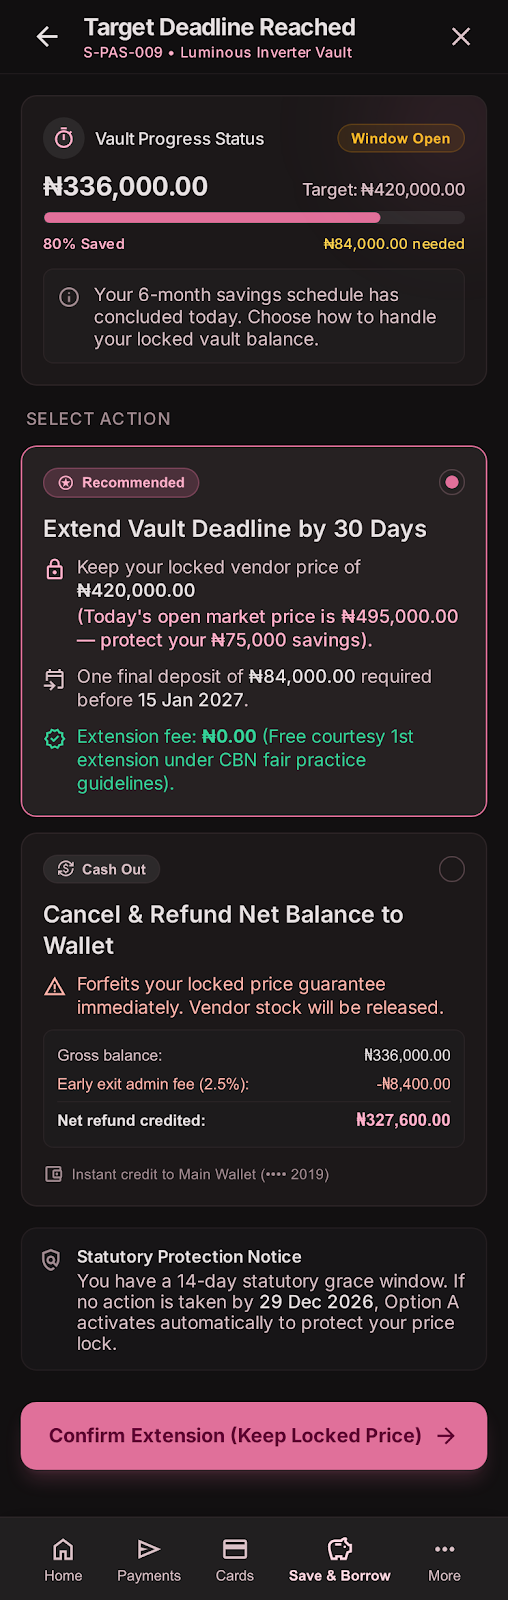 Target Deadline Reached
S-PAS-009 • Luminous Inverter Vault
Vault Progress Status
Window Open
₦336,000.00
Target: ₦420,000.00
80% Saved
₦84,000.00 needed
Your 6-month savings schedule has
concluded today. Choose how to handle
your locked vault balance.
SELECT ACTION
Recommended
Extend Vault Deadline by 30 Days
Keep your locked vendor price of
₦420,000.00
(Today's open market price is ₦495,000.00
— protect your ₦75,000 savings).
One final deposit of ₦84,000.00 required
before 15 Jan 2027.
Extension fee: ₦0.00 (Free courtesy 1st
extension under CBN fair practice
guidelines).
Cash Out
Cancel & Refund Net Balance to
Wallet
Forfeits your locked price guarantee
immediately. Vendor stock will be released.
Gross balance:
₦336,000.00
Early exit admin fee (2.5%):
-₦8,400.00
Net refund credited:
₦327,600.00
Instant credit to Main Wallet (•••• 2019)
Statutory Protection Notice
You have a 14-day statutory grace window. If
no action is taken by 29 Dec 2026, Option A
activates automatically to protect your price
lock.
Confirm Extension (Keep Locked Price)
Home
Payments
Cards
Save & Borrow
More